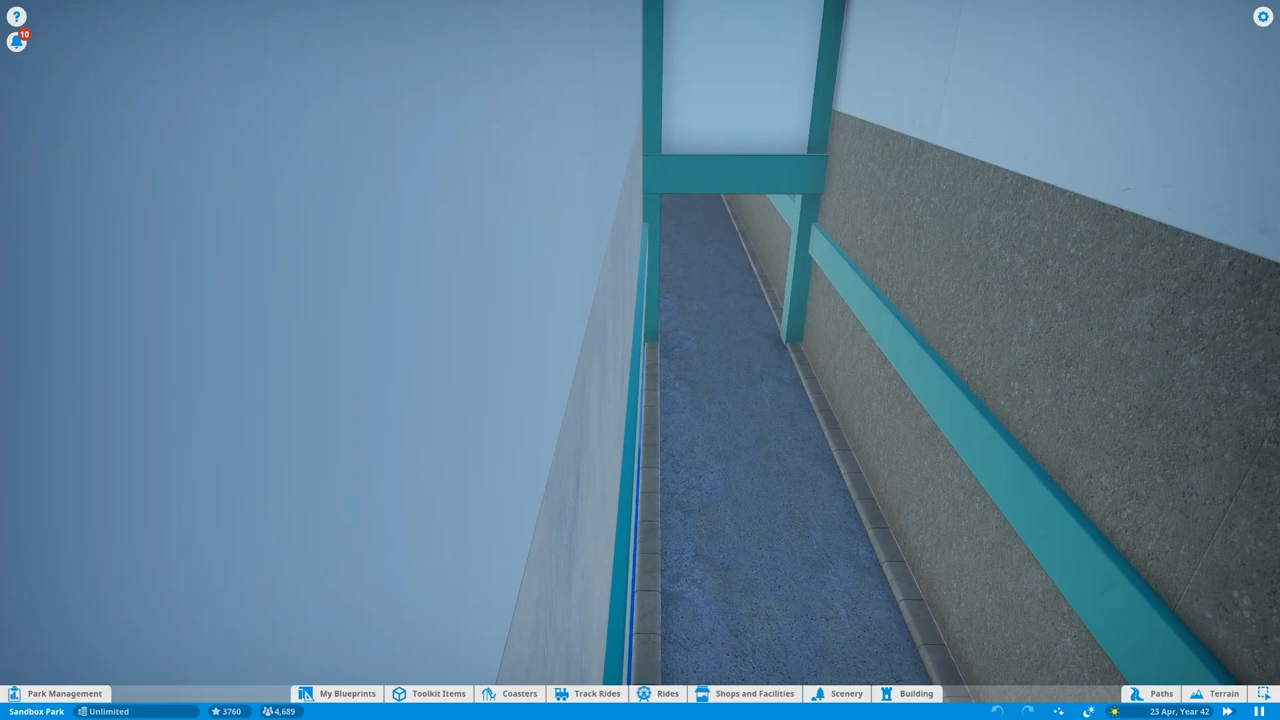 ?
10
Park Management
My Blueprints
Toolkit Items
Coasters
Track Rides
Rides
Shops and Facilities
Scenery
Building
Paths
Terrain
Sandbox Park
Unlimited
3760
4,689
23 Apr, Year 42